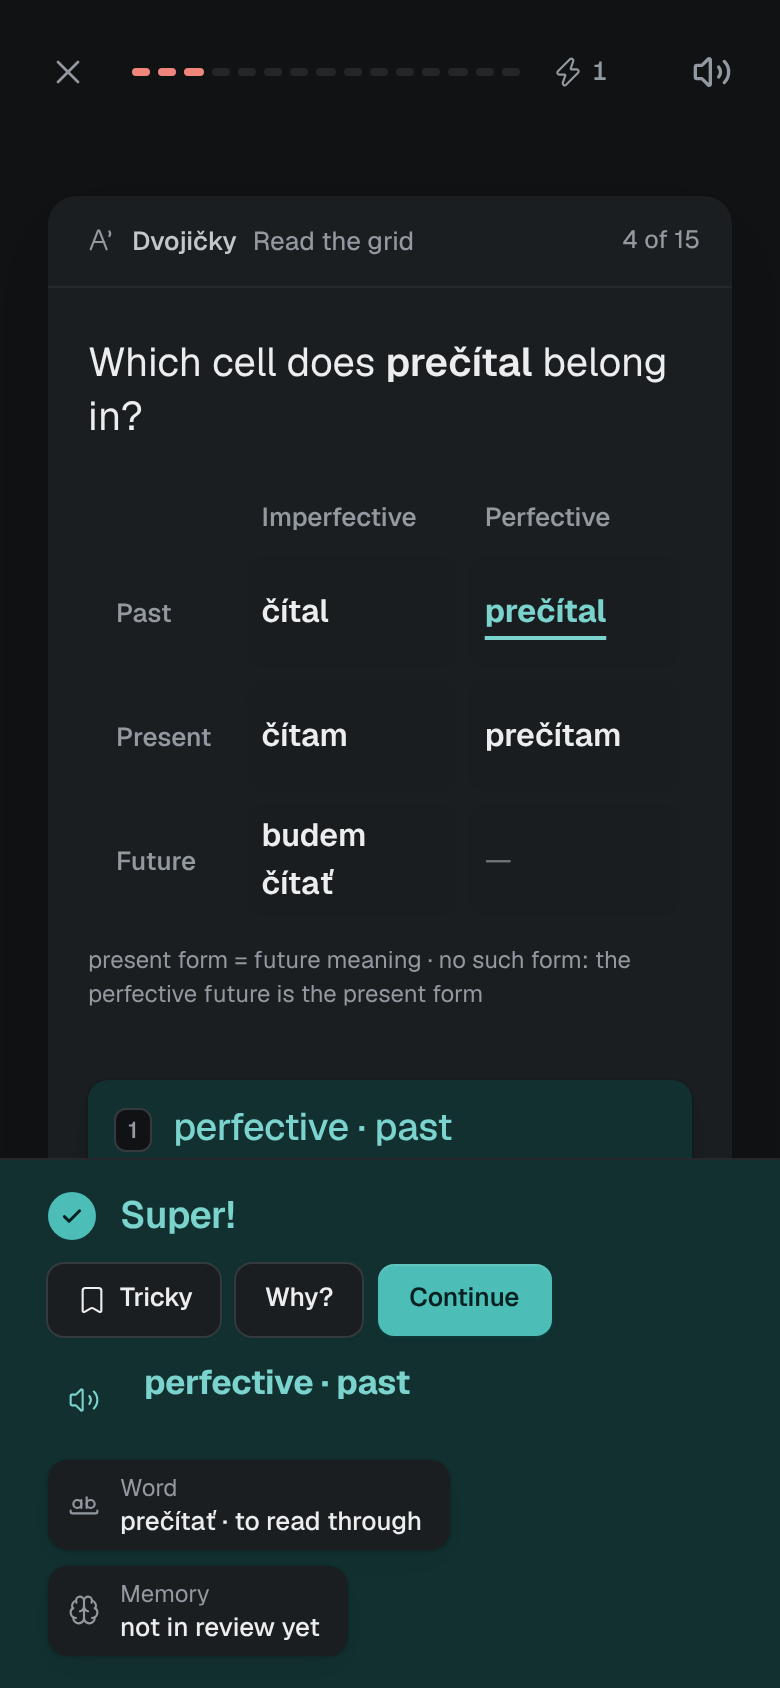 1
Dvojičky Read the grid 4 of 15
Which cell does prečítal belong
in?
Imperfective Perfective
Past čítal prečítal
Present čítam prečítam
Future budem čítať —
present form = future meaning · no such form: the
perfective future is the present form
1 perfective · past
Super!
Tricky Why? Continue
perfective · past
Word
prečítať · to read through
Memory
not in review yet